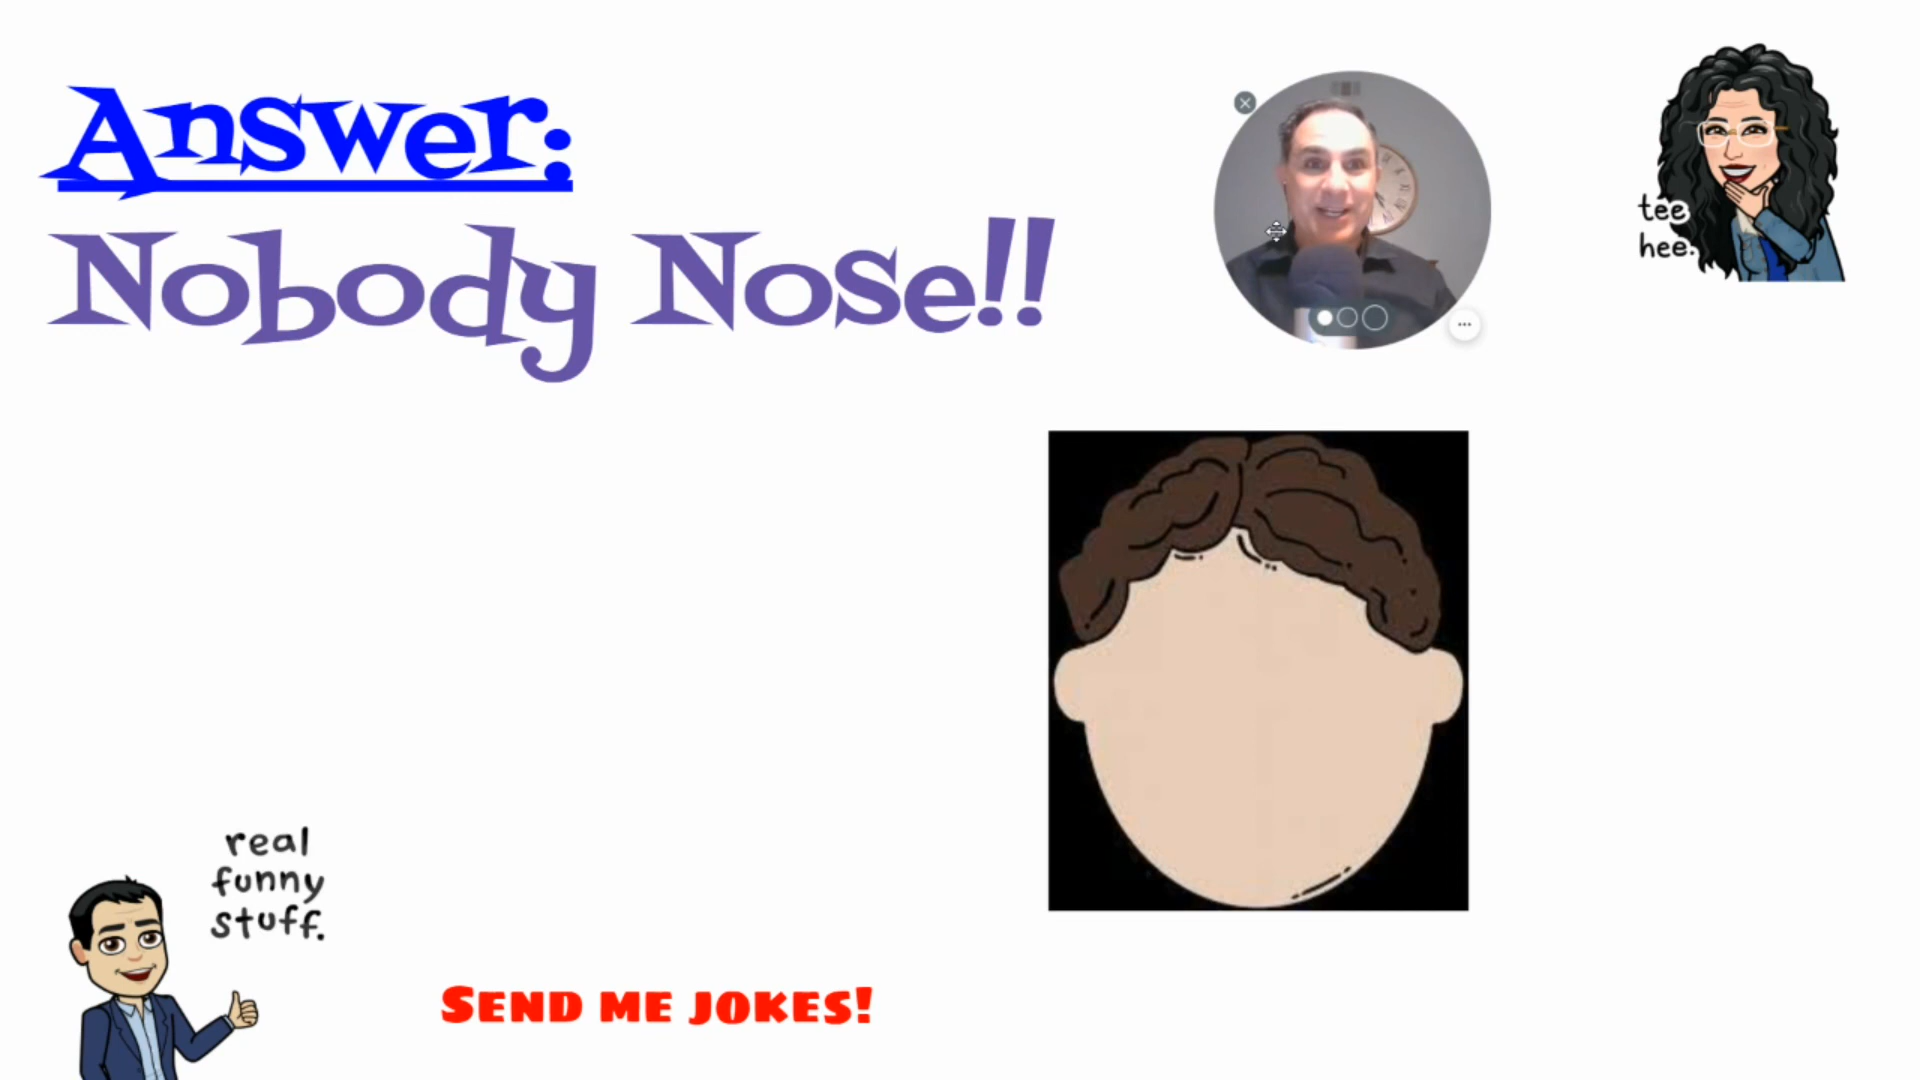 Answer:
Nobody Nose!!
tee
hee.
real
funny
stuff.
SEND ME JOKES!